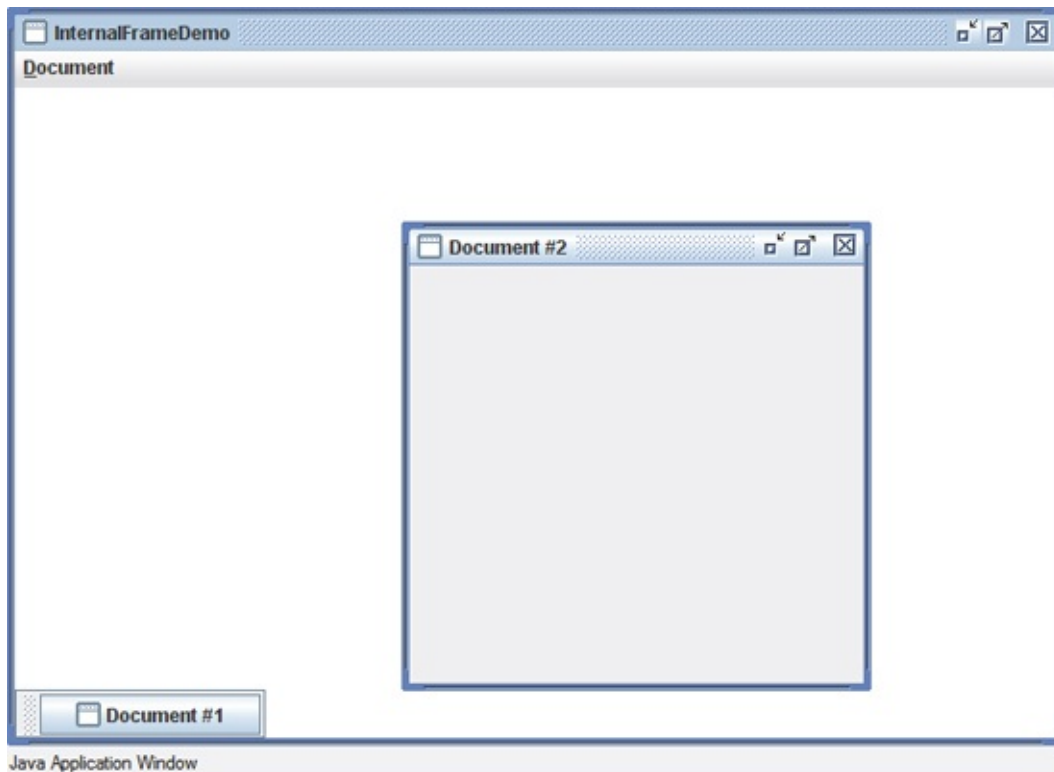 InternalFrameDemo
Document
Document #2
Document #1
Java Application Window